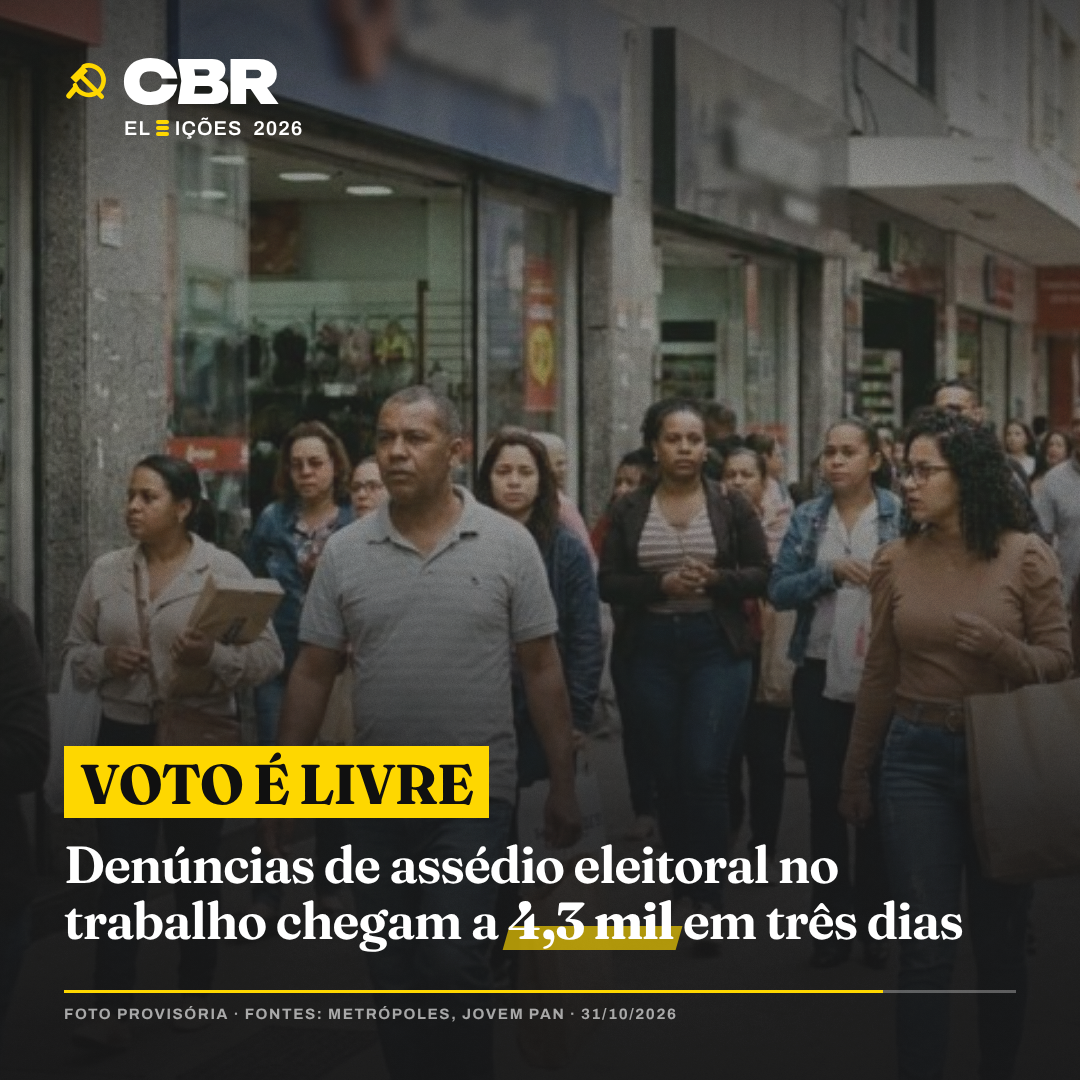 CBR
ELEIÇÕES 2026
VOTO É LIVRE
Denúncias de assédio eleitoral no
trabalho chegam a 4,3 mil em três dias
FOTO PROVISÓRIA · FONTES: METRÓPOLES, JOVEM PAN · 31/10/2026